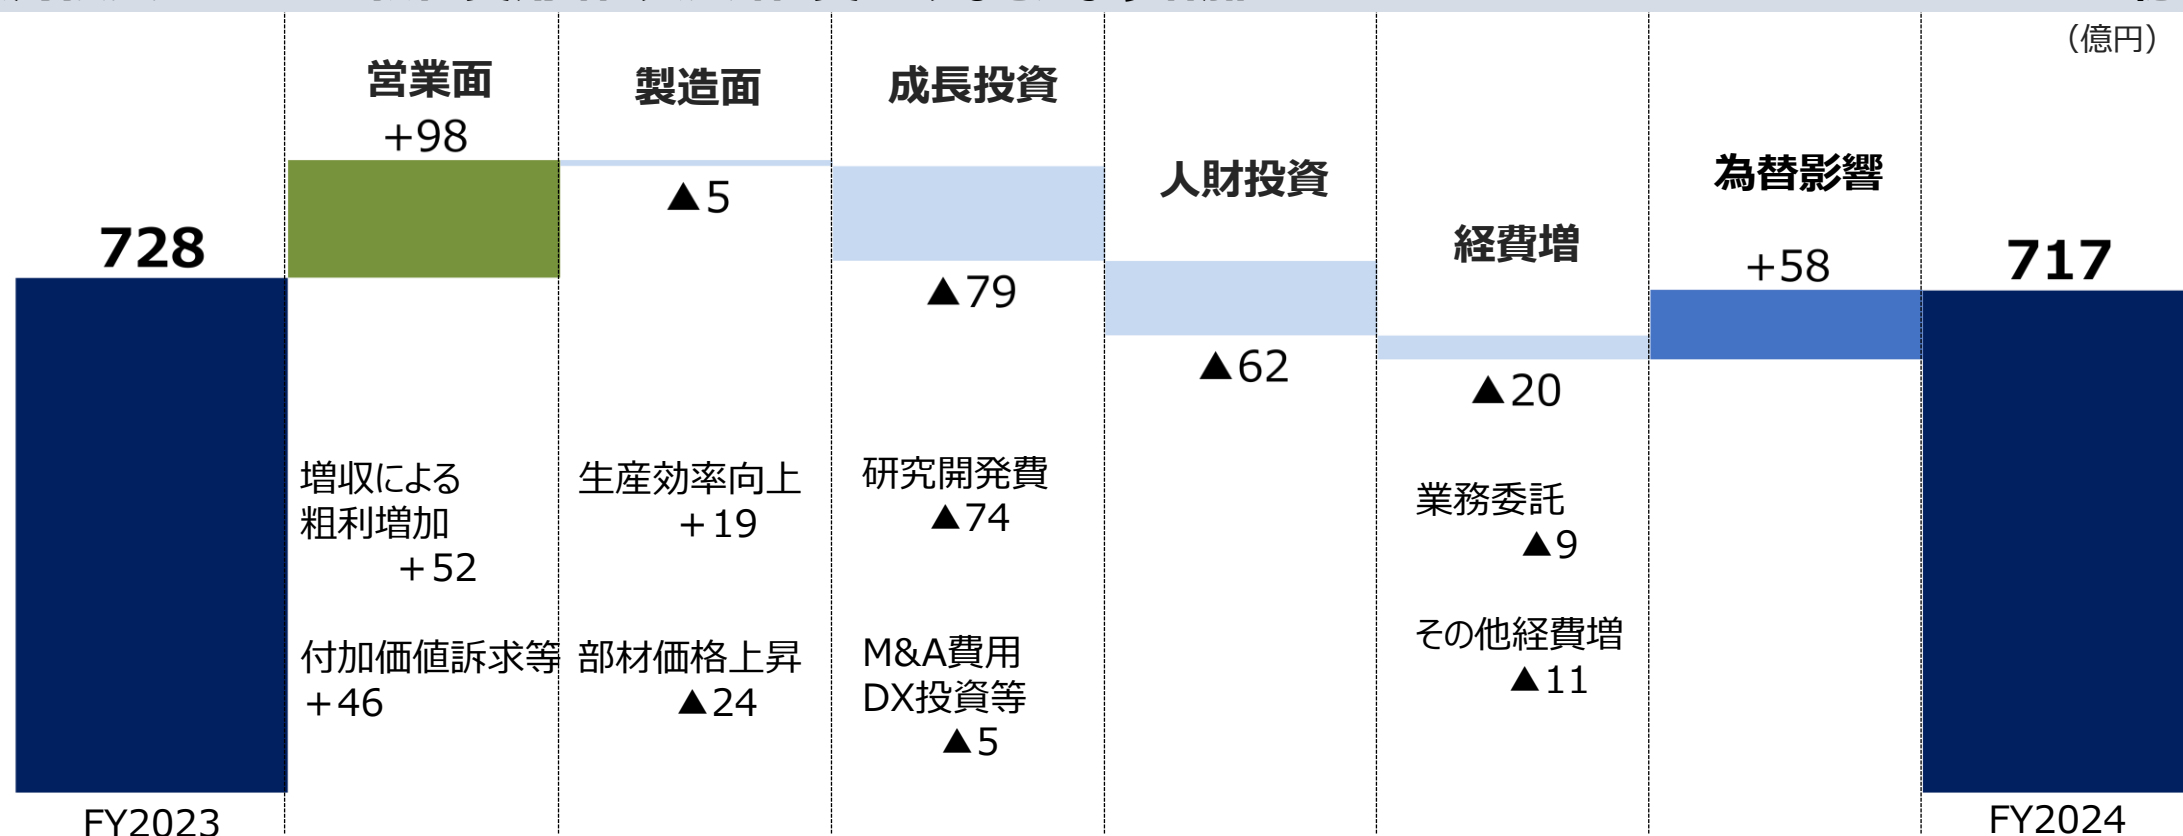 （億円）
営業面
+98
製造面
▲5
成長投資
▲79
人財投資
▲62
経費増
▲20
為替影響
+58
728
717
増収による
粗利増加
＋52
付加価値訴求等
＋46
生産効率向上
＋19
部材価格上昇
▲24
研究開発費
▲74
M&A費用
DX投資等
▲5
業務委託
▲9
その他経費増
▲11
FY2023
FY2024